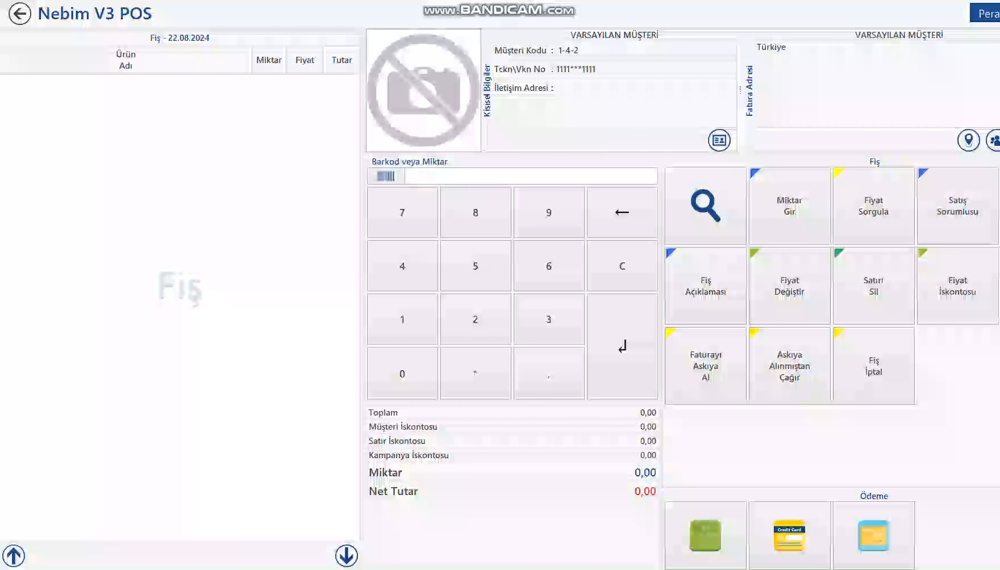 Nebim V3 POS
www.BANDICAM.com
Pera
Fiş - 22.08.2024
Ürün
Adı
Miktar
Fiyat
Tutar
Fiş
VARSAYILAN MÜŞTERİ
Kişisel Bilgiler
Müşteri Kodu : 1-4-2
Tckn\Vkn No : 1111***1111
İletişim Adresi :
VARSAYILAN MÜŞTERİ
Fatura Adresi
Türkiye
Barkod veya Miktar
7 8 9 ←
4 5 6 C
1 2 3 ↲
0 * ,
Fiş
Miktar
Gir
Fiyat
Sorgula
Satış
Sorumlusu
Fiş
Açıklaması
Fiyat
Değiştir
Satırı
Sil
Fiyat
İskontosu
Faturayı
Askıya
Al
Askıya
Alınmıştan
Çağır
Fiş
İptal
Toplam 0,00
Müşteri İskontosu 0,00
Satır İskontosu 0,00
Kampanya İskontosu 0,00
Miktar 0,00
Net Tutar 0,00
Ödeme
Credit Card